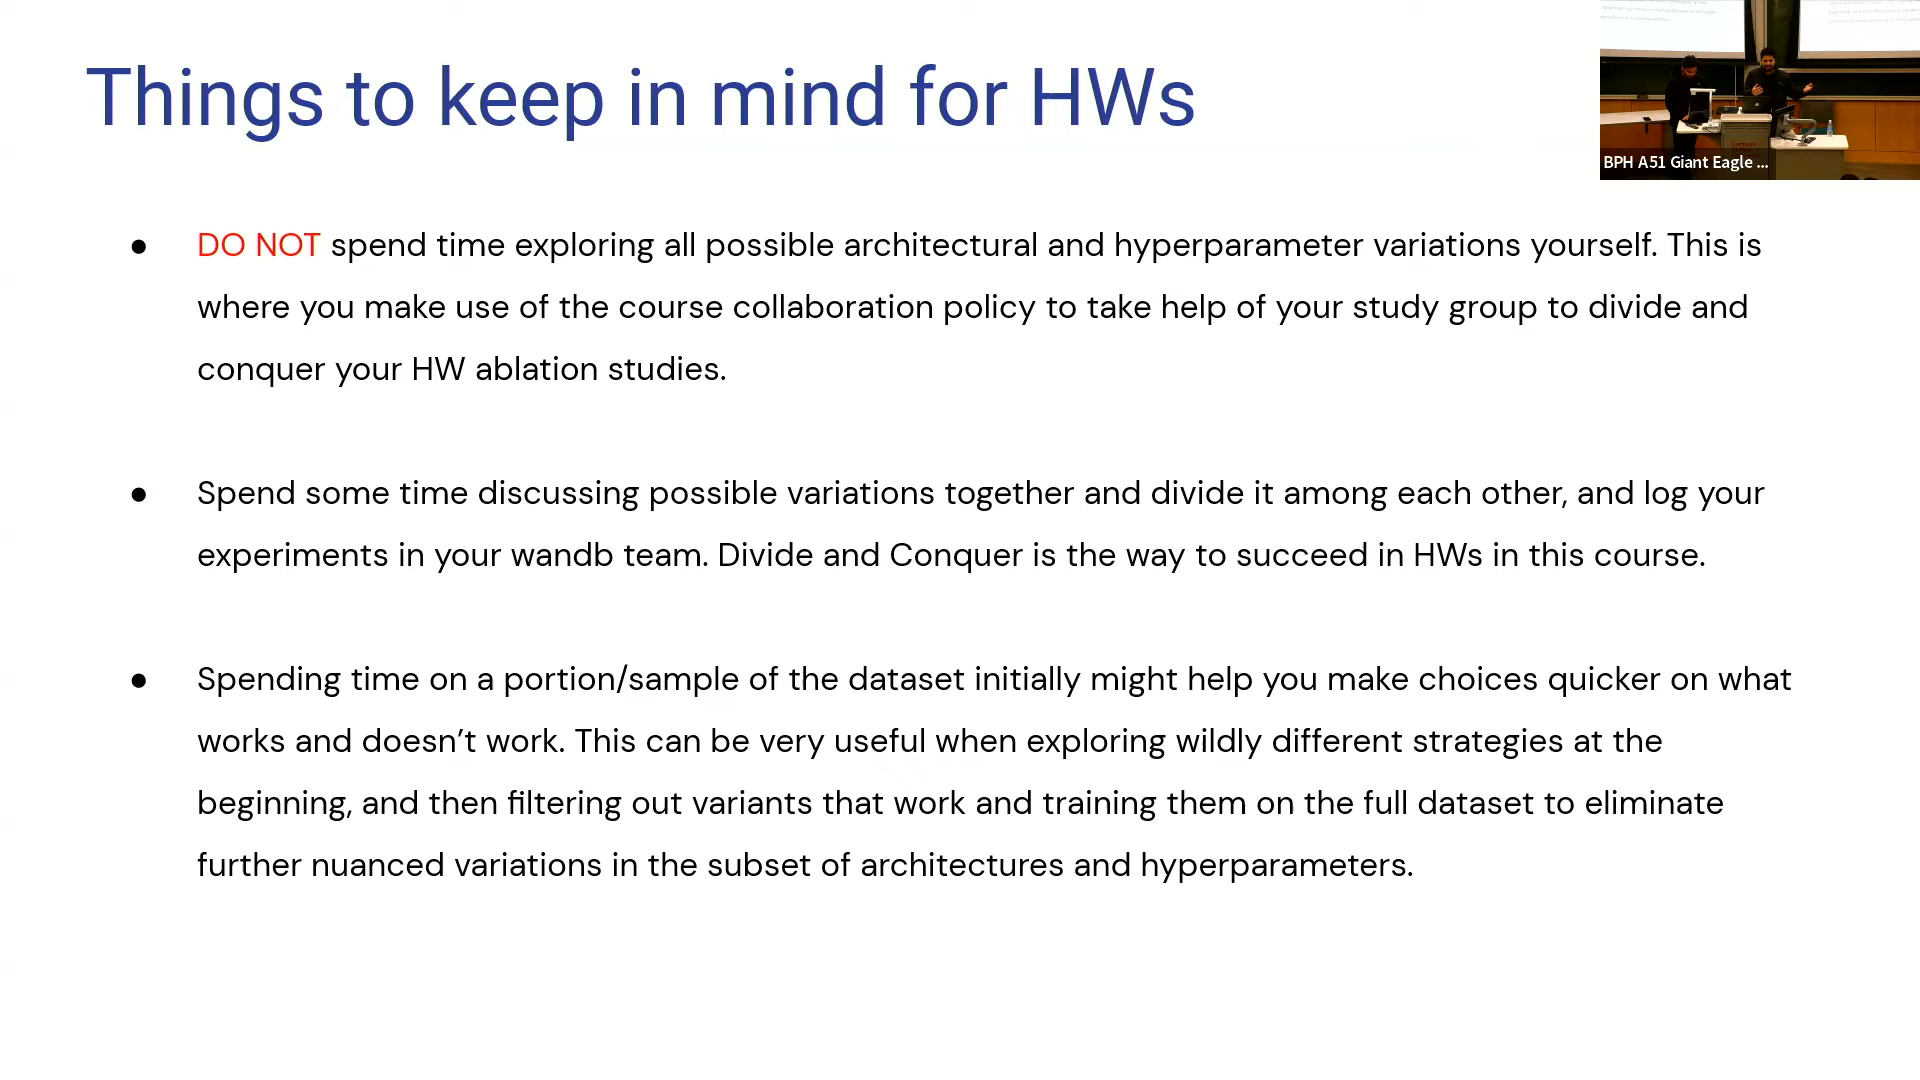 Things to keep in mind for HWs
BPH A51 Giant Eagle ...
● DO NOT spend time exploring all possible architectural and hyperparameter variations yourself. This is
where you make use of the course collaboration policy to take help of your study group to divide and
conquer your HW ablation studies.
● Spend some time discussing possible variations together and divide it among each other, and log your
experiments in your wandb team. Divide and Conquer is the way to succeed in HWs in this course.
● Spending time on a portion/sample of the dataset initially might help you make choices quicker on what
works and doesn’t work. This can be very useful when exploring wildly different strategies at the
beginning, and then filtering out variants that work and training them on the full dataset to eliminate
further nuanced variations in the subset of architectures and hyperparameters.